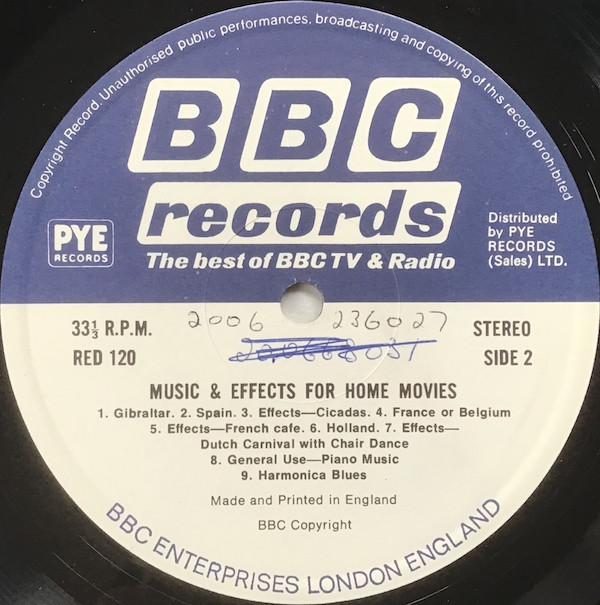 Copyright Record. Unauthorised public performances, broadcasting and copying of this record prohibited
BBC
records
The best of BBC TV & Radio
PYE
RECORDS
Distributed
by PYE
RECORDS
(Sales) LTD.
33⅓ R.P.M.
2006 236027
STEREO
RED 120
SIDE 2
MUSIC & EFFECTS FOR HOME MOVIES
1. Gibraltar. 2. Spain. 3. Effects—Cicadas. 4. France or Belgium
5. Effects—French cafe. 6. Holland. 7. Effects—
Dutch Carnival with Chair Dance
8. General Use—Piano Music
9. Harmonica Blues
Made and Printed in England
BBC Copyright
BBC ENTERPRISES LONDON ENGLAND